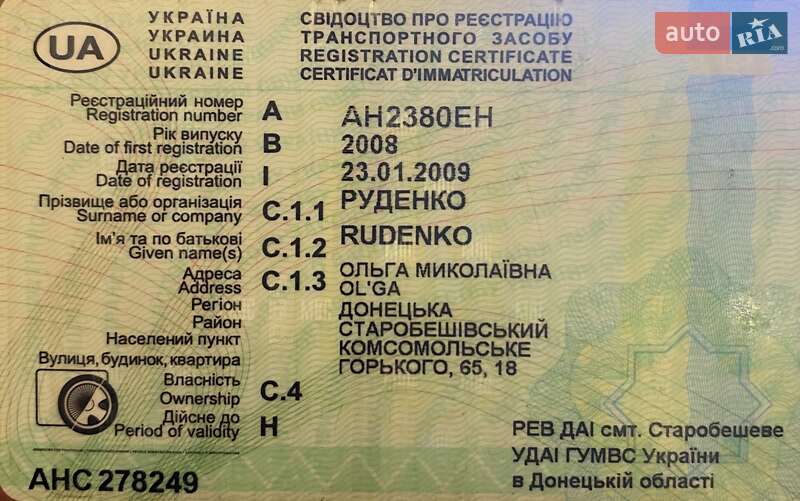 UA
УКРАЇНА
УКРАИНА
UKRAINE
UKRAINE
СВІДОЦТВО ПРО РЕЄСТРАЦІЮ
ТРАНСПОРТНОГО ЗАСОБУ
REGISTRATION CERTIFICATE
CERTIFICAT D'IMMATRICULATION
auto RIA.com
Реєстраційний номер
Registration number A АН2380ЕН
Рік випуску
Date of first registration B 2008
Дата реєстрації
Date of registration I 23.01.2009
Прізвище або організація
Surname or company C.1.1 РУДЕНКО
RUDENKO
Ім'я та по батькові
Given name(s) C.1.2 ОЛЬГА МИКОЛАЇВНА
OL'GA
Адреса
Address C.1.3
Регіон ДОНЕЦЬКА
Район СТАРОБЕШІВСЬКИЙ
Населений пункт КОМСОМОЛЬСЬКЕ
Вулиця, будинок, квартира ГОРЬКОГО, 65, 18
Власність
Ownership C.4
Дійсне до
Period of validity H
РЕВ ДАІ смт. Старобешеве
УДАІ ГУМВС України
в Донецькій області
АНС 278249